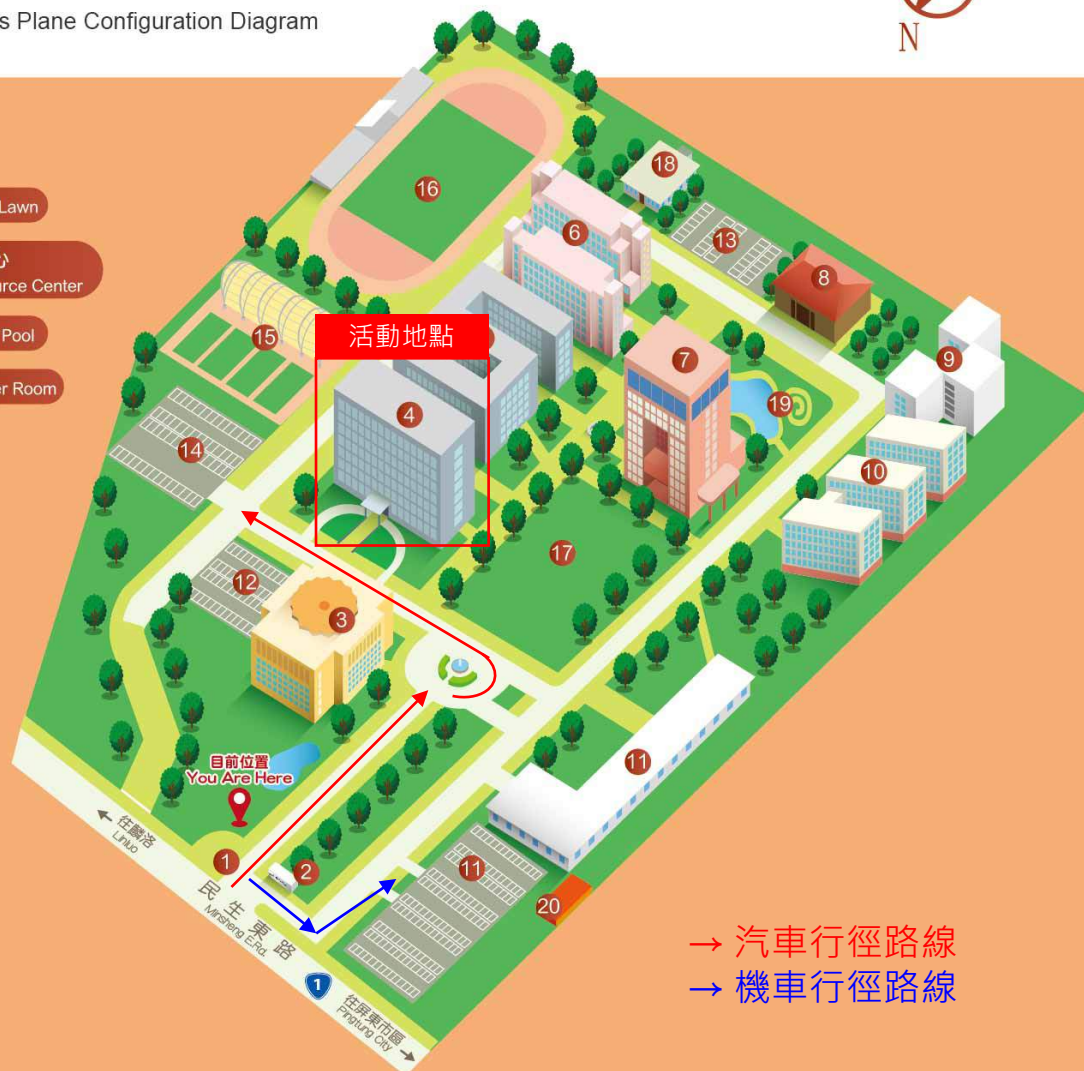 s Plane Configuration Diagram
N
Lawn
心
urce Center
Pool
er Room
16
18
6
13
8
15
活動地點
7
9
4
19
14
10
17
12
3
目前位置
You Are Here
11
往麟洛
Linluo
1
2
11
民生東路
Minsheng E.Rd.
20
1
往屏東市區
Pingtung City
→ 汽車行徑路線
→ 機車行徑路線